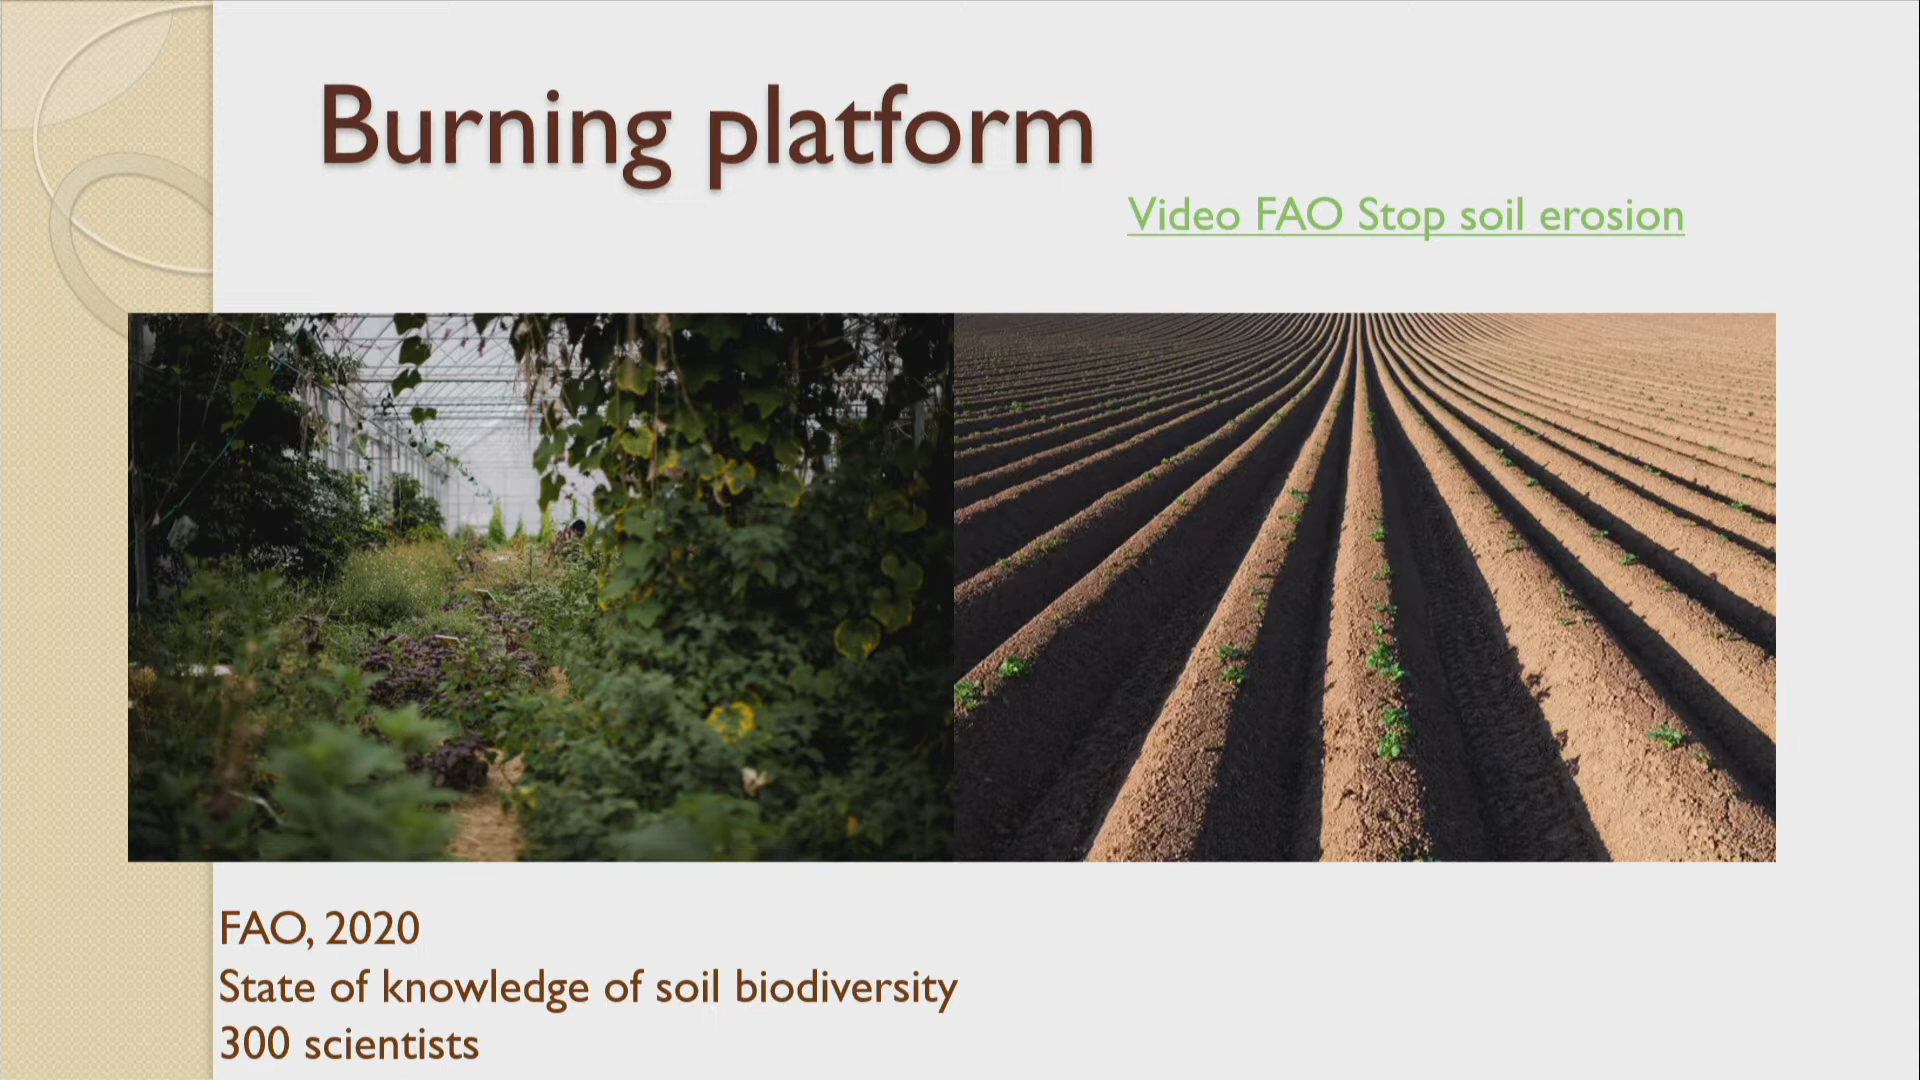 Burning platform
Video FAO Stop soil erosion
FAO, 2020
State of knowledge of soil biodiversity
300 scientists